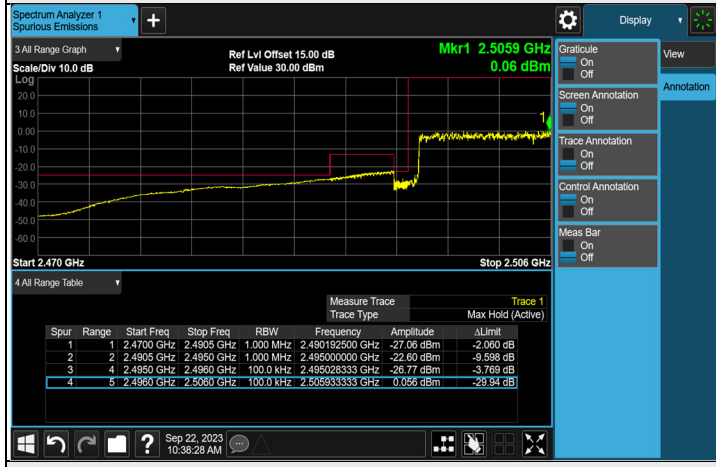 Spectrum Analyzer 1
Spurious Emissions
Display
3 All Range Graph
Ref Lvl Offset 15.00 dB
Mkr1 2.5059 GHz
Scale/Div 10.0 dB
Ref Value 30.00 dBm
0.06 dBm
Log
20.0
10.0
0.00
-10.0
-20.0
-30.0
-40.0
-50.0
-60.0
1
Start 2.470 GHz
Stop 2.506 GHz
4 All Range Table
Measure Trace Trace 1
Trace Type Max Hold (Active)
Spur Range Start Freq Stop Freq RBW Frequency Amplitude ΔLimit
1 1 2.4700 GHz 2.4905 GHz 1.000 MHz 2.490192500 GHz -27.06 dBm -2.060 dB
2 2 2.4905 GHz 2.4950 GHz 1.000 MHz 2.495000000 GHz -22.60 dBm -9.598 dB
3 4 2.4950 GHz 2.4960 GHz 100.0 kHz 2.495028333 GHz -26.77 dBm -3.769 dB
4 5 2.4960 GHz 2.5060 GHz 100.0 kHz 2.505933333 GHz 0.056 dBm -29.94 dB
Sep 22, 2023
10:38:28 AM
Graticule
On
Off
Screen Annotation
On
Off
Trace Annotation
On
Off
Control Annotation
On
Off
Meas Bar
On
Off
View
Annotation